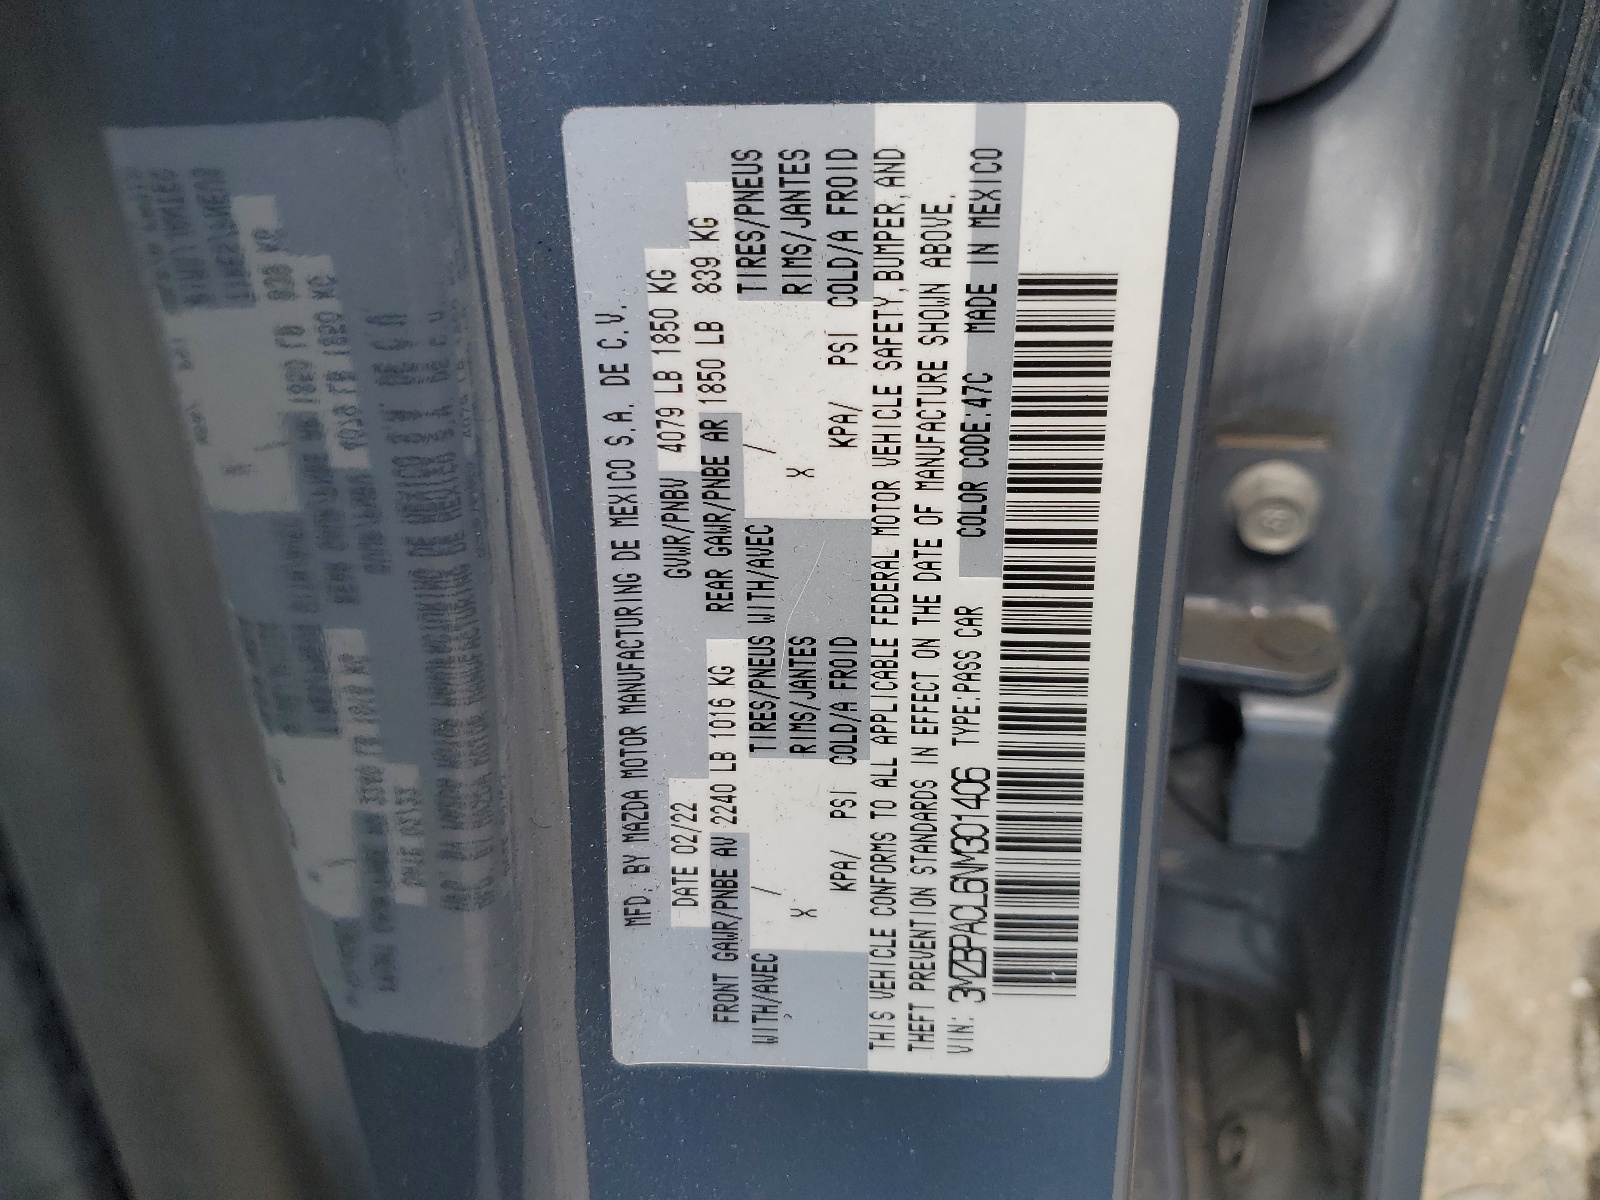 MFD. BY MAZDA MOTOR MANUFACTURING DE MEXICO S.A. DE C.V.
DATE 02/22 GVWR/PNBV 4079 LB 1850 KG
FRONT GAWR/PNBE AV 2240 LB 1016 KG REAR GAWR/PNBE AR 1850 LB 839 KG
WITH/AVEC / TIRES/PNEUS WITH/AVEC / TIRES/PNEUS
, X RIMS/JANTES X RIMS/JANTES
KPA/ PSI COLD/A FROID KPA/ PSI COLD/A FROID
THIS VEHICLE CONFORMS TO ALL APPLICABLE FEDERAL MOTOR VEHICLE SAFETY, BUMPER, AND
THEFT PREVENTION STANDARDS IN EFFECT ON THE DATE OF MANUFACTURE SHOWN ABOVE.
VIN: 3MZBPACL6NM301406 TYPE:PASS CAR COLOR CODE:47C MADE IN MEXICO